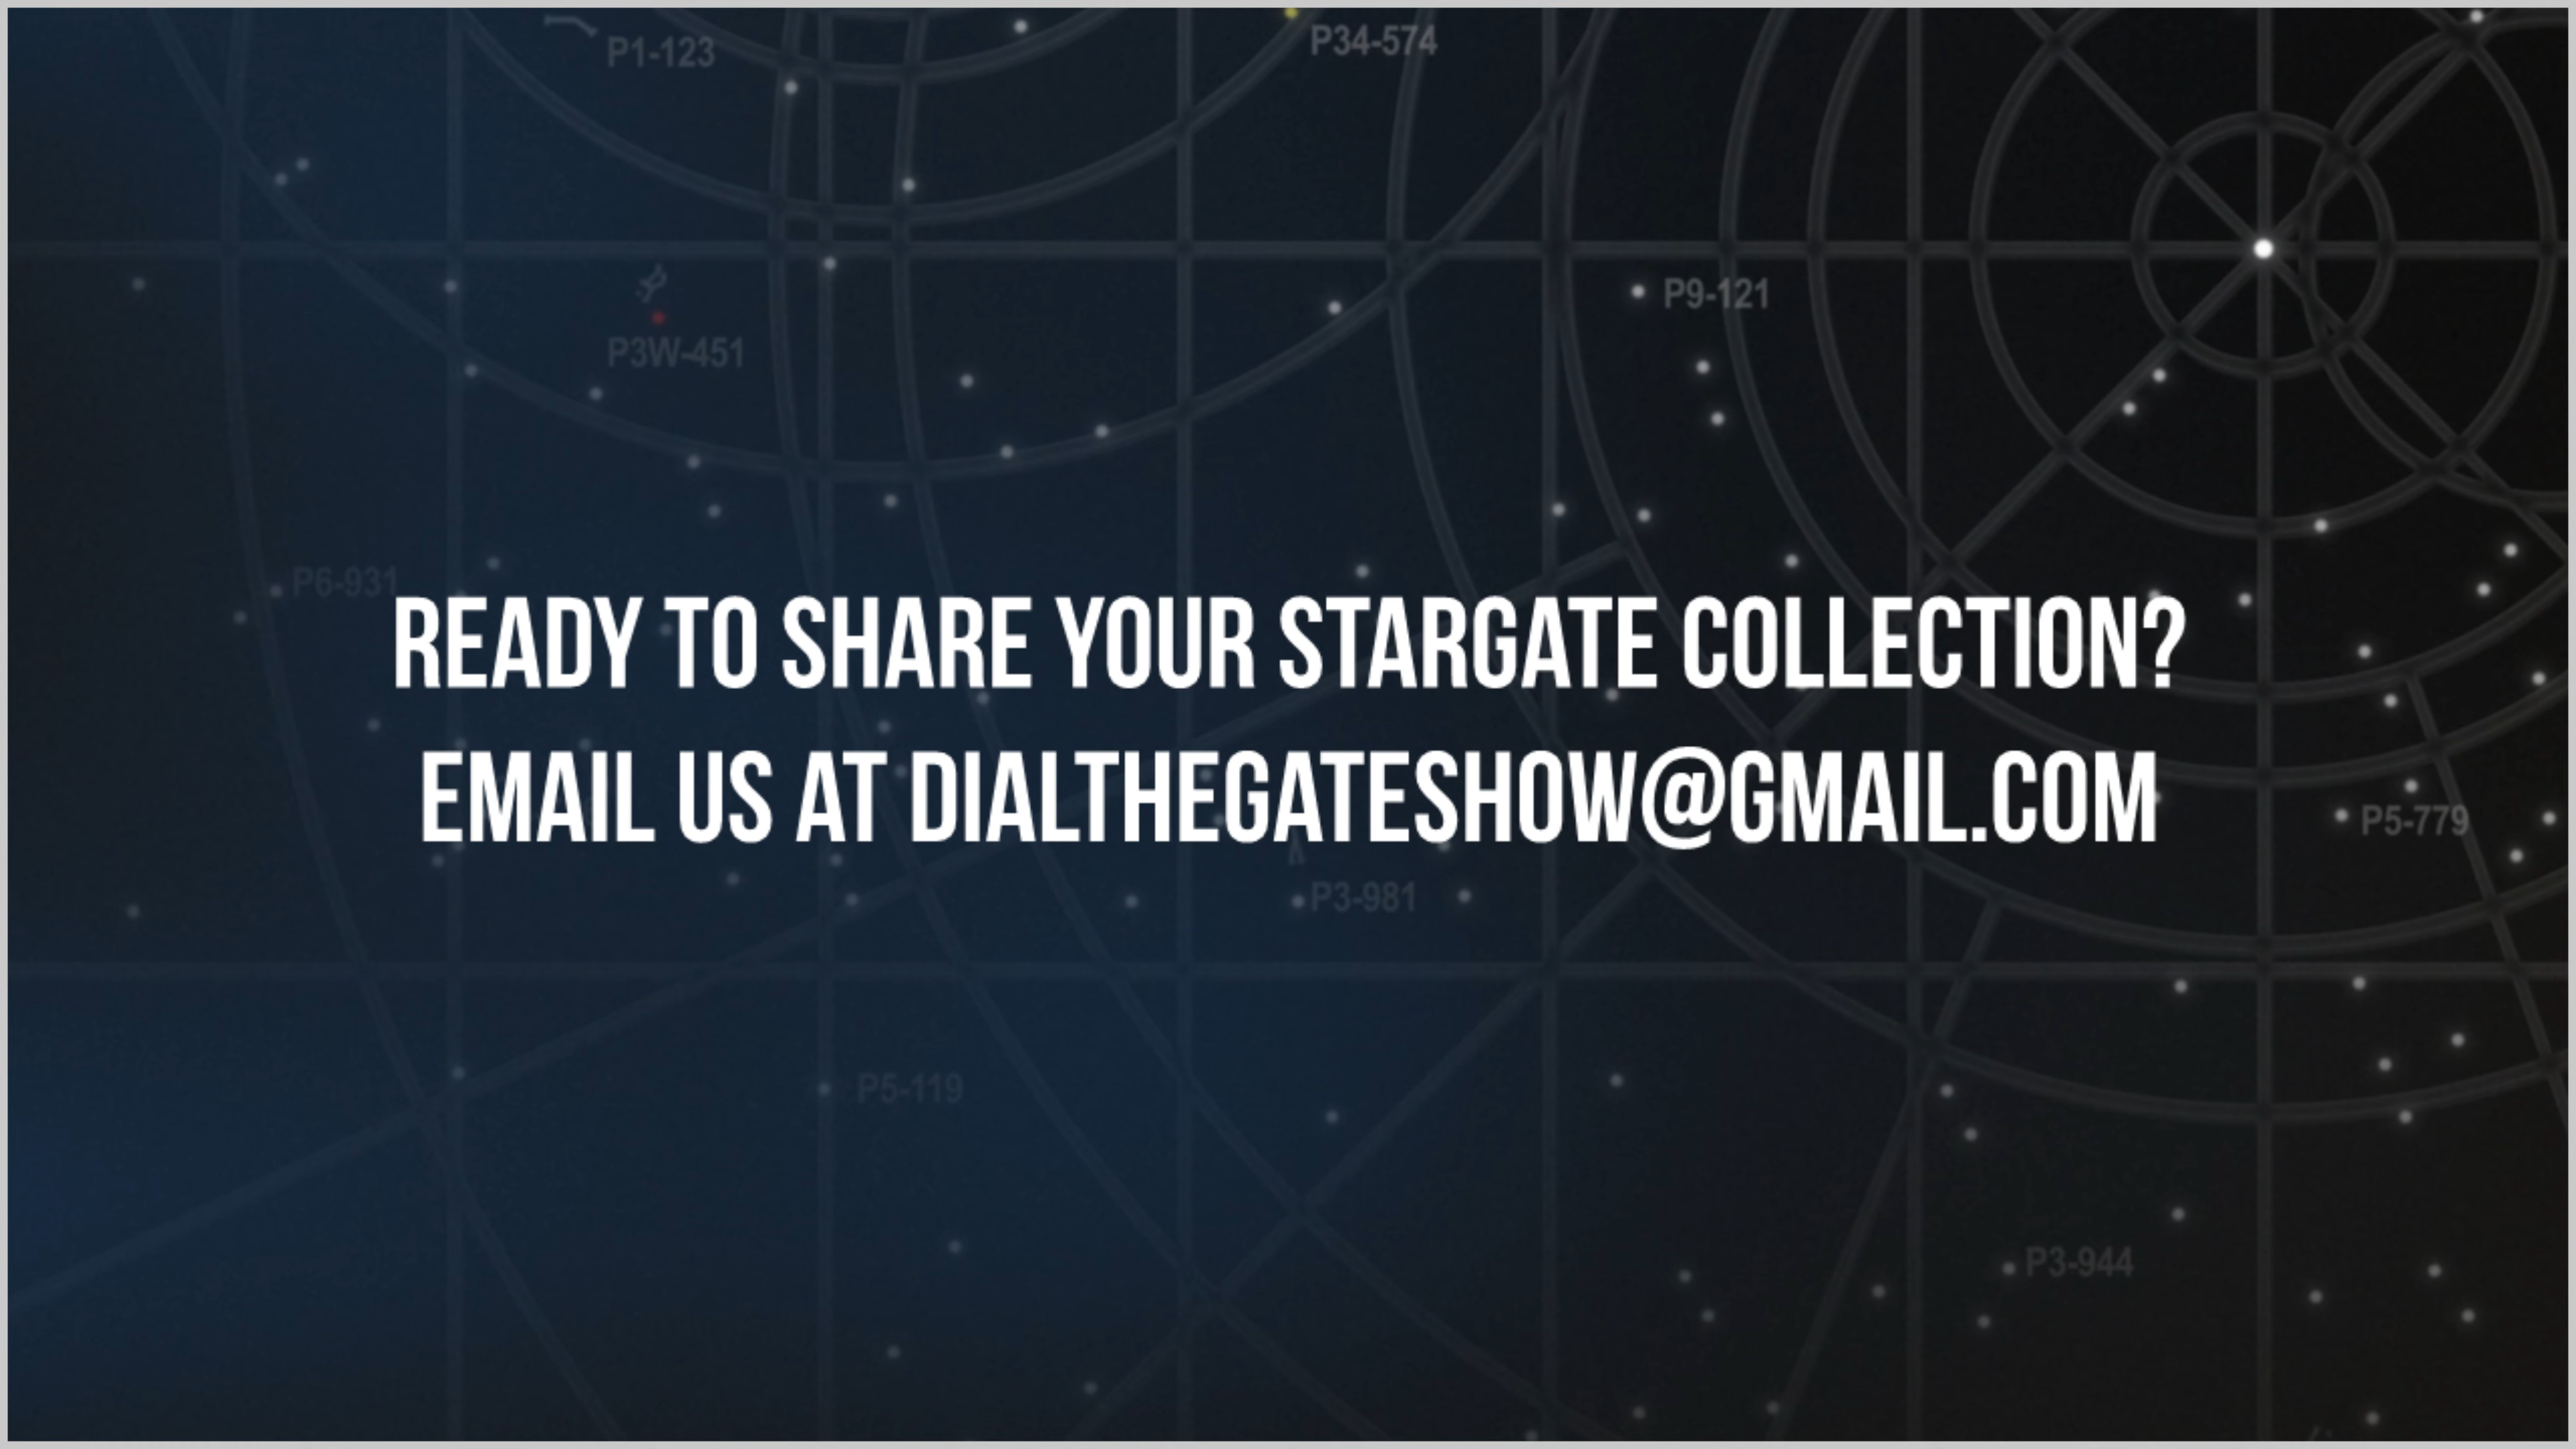 P1-123
P34-574
P9-121
P3W-451
P6-931
READY TO SHARE YOUR STARGATE COLLECTION?
EMAIL US AT DIALTHEGATESHOW@GMAIL.COM
P5-779
P3-981
P5-119
P3-944